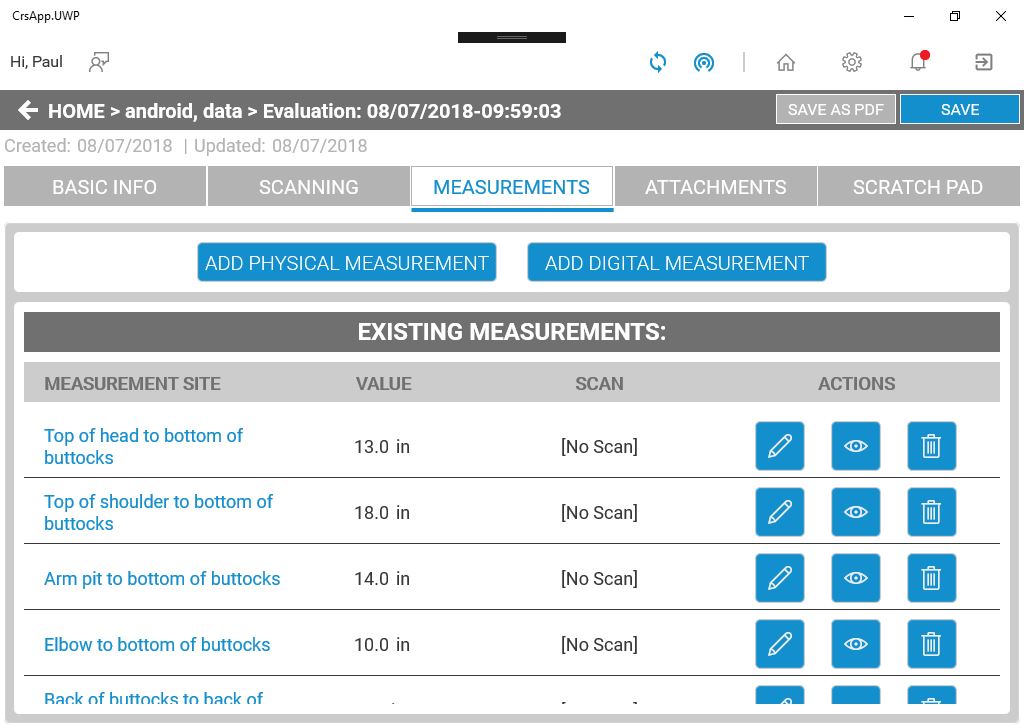 CrsApp.UWP
Hi, Paul
HOME > android, data > Evaluation: 08/07/2018-09:59:03
SAVE AS PDF
SAVE
Created: 08/07/2018 | Updated: 08/07/2018
BASIC INFO
SCANNING
MEASUREMENTS
ATTACHMENTS
SCRATCH PAD
ADD PHYSICAL MEASUREMENT
ADD DIGITAL MEASUREMENT
EXISTING MEASUREMENTS:
MEASUREMENT SITE VALUE SCAN ACTIONS
Top of head to bottom of
buttocks
13.0 in [No Scan]
Top of shoulder to bottom of
buttocks
18.0 in [No Scan]
Arm pit to bottom of buttocks 14.0 in [No Scan]
Elbow to bottom of buttocks 10.0 in [No Scan]
Back of buttocks to back of